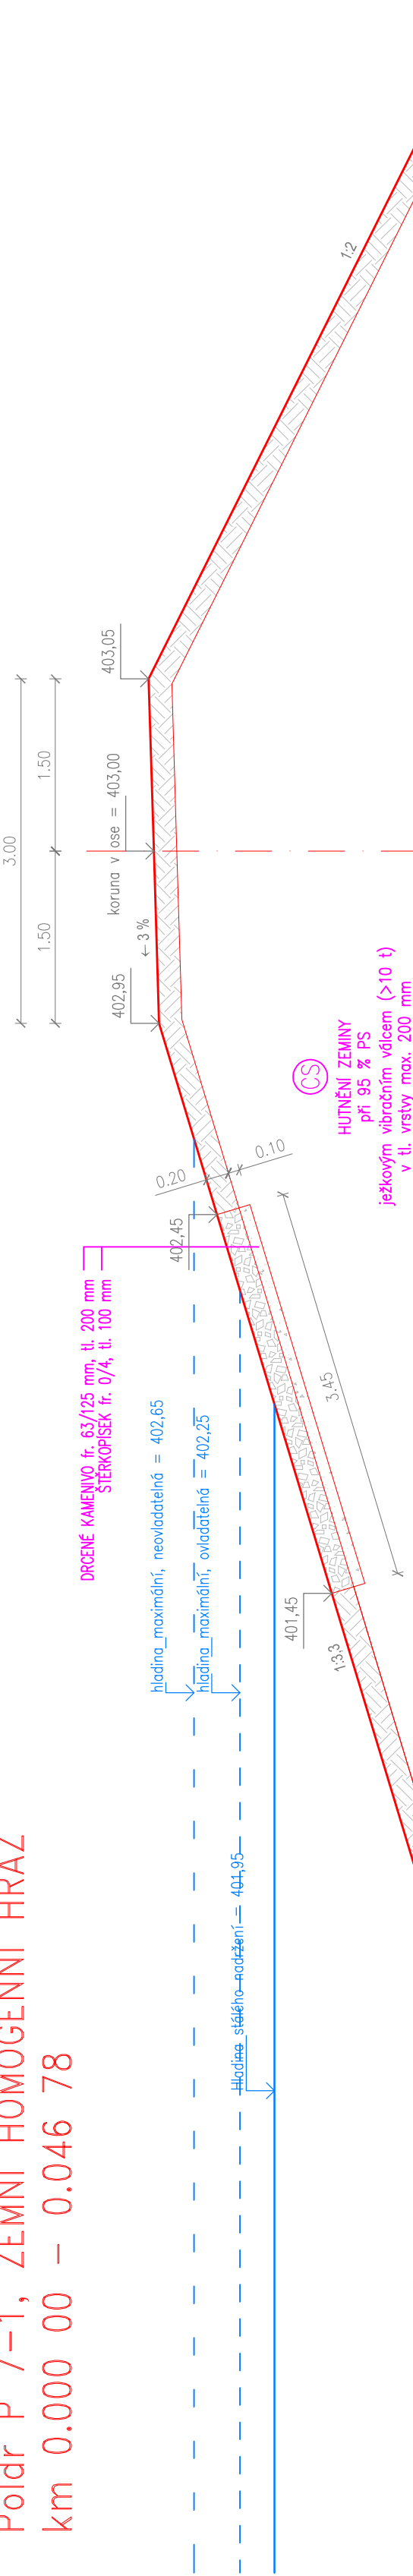 Poldr P 7-1, ZEMNÍ HOMOGENNÍ HRÁZ
km 0.000 00 - 0.046 78
3.00
1.50
1.50
402,95
koruna v ose = 403,00
403,05
← 3 %
1:2
DRCENÉ KAMENIVO fr. 63/125 mm, tl. 200 mm
ŠTĚRKOPÍSEK fr. 0/4, tl. 100 mm
hladina maximální, neovladatelná = 402,65
hladina maximální, ovladatelná = 402,25
Hladina stálého nadržení = 401,95
402,45
0.20
0.10
3.45
401,45
1:3,3
CS
HUTNĚNÍ ZEMINY
při 95 % PS
ježkovým vibračním válcem (>10 t)
v tl. vrstvy max. 200 mm